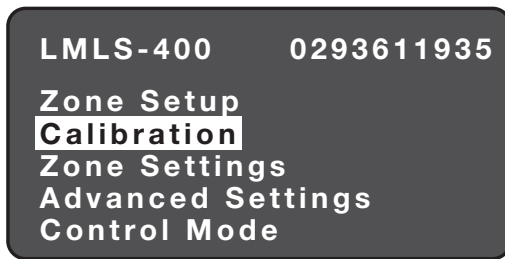 LMLS-400 0293611935
Zone Setup
Calibration
Zone Settings
Advanced Settings
Control Mode